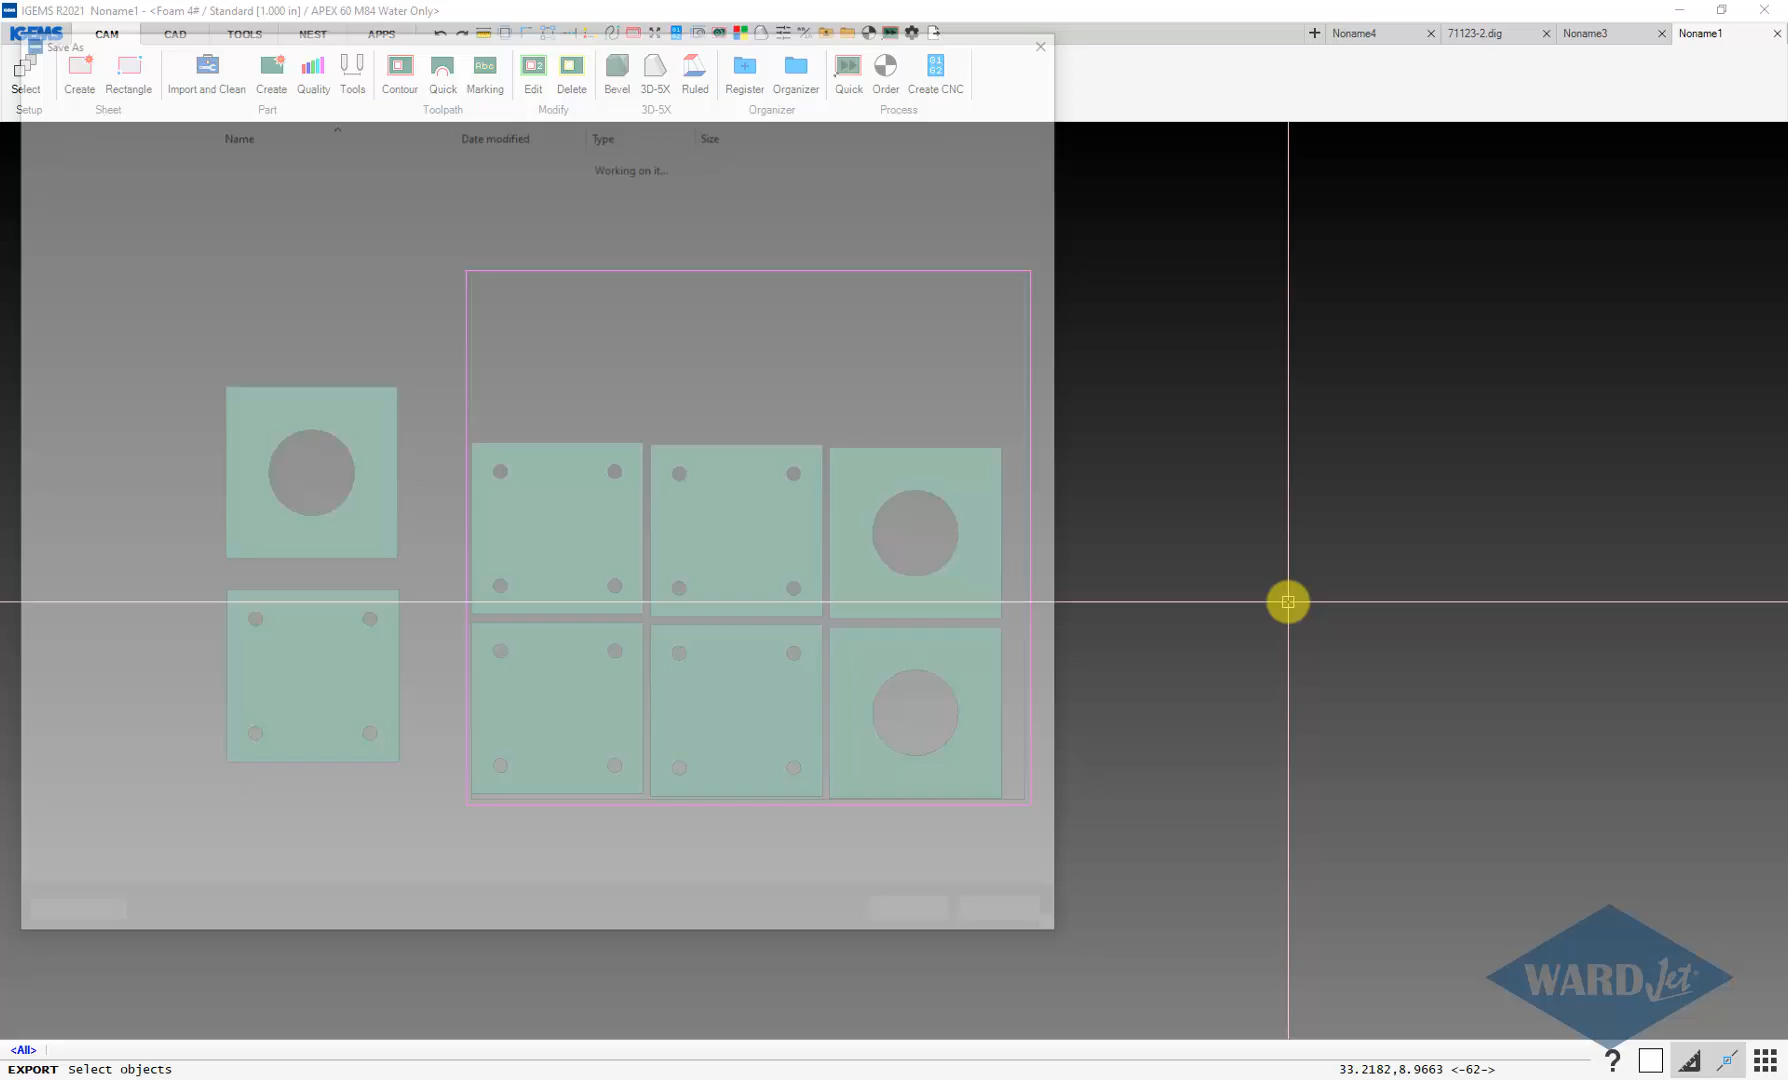 IGEMS R2021 Noname1 - <Foam 4# / Standard [1.000 in] / APEX 60 M84 Water Only>
IGEMS CAM CAD TOOLS NEST APPS
Noname4 71123-2.dig Noname3 Noname1
Save As
Select Create Rectangle Import and Clean Create Quality Tools Contour Quick Marking Edit Delete Bevel 3D-5X Ruled Register Organizer Quick Order Create CNC
Setup Sheet Part Toolpath Modify 3D-5X Organizer Process
Name Date modified Type Size
Working on it...
WARDJet
<All>
EXPORT Select objects
33.2182,8.9663 <-62->